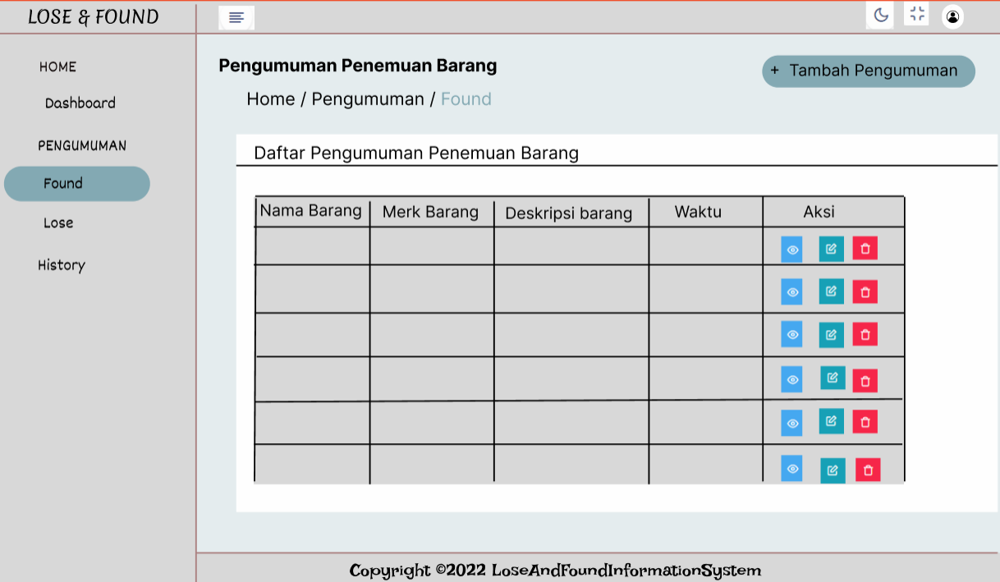 LOSE & FOUND
HOME
Dashboard
PENGUMUMAN
Found
Lose
History
Pengumuman Penemuan Barang
+ Tambah Pengumuman
Home / Pengumuman / Found
Daftar Pengumuman Penemuan Barang
Nama Barang Merk Barang Deskripsi barang Waktu Aksi
Copyright ©2022 LoseAndFoundInformationSystem